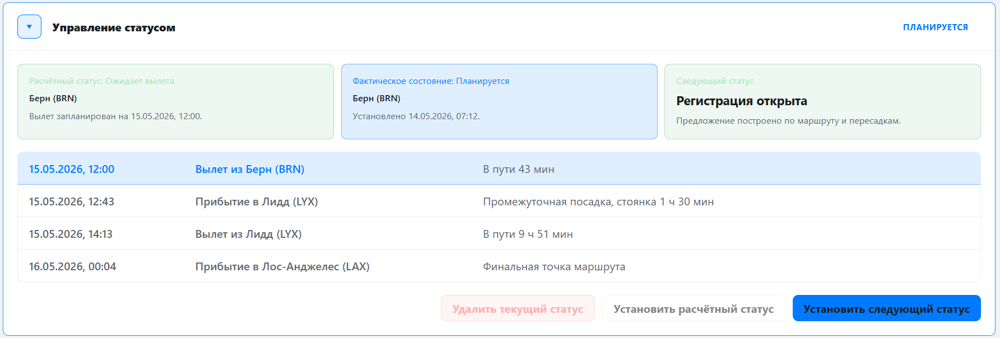 Управление статусом
ПЛАНИРУЕТСЯ
Расчётный статус: Ожидает вылета
Берн (BRN)
Вылет запланирован на 15.05.2026, 12:00.
Фактическое состояние: Планируется
Берн (BRN)
Установлено 14.05.2026, 07:12.
Следующий статус
Регистрация открыта
Предложение построено по маршруту и пересадкам.
15.05.2026, 12:00 Вылет из Берн (BRN) В пути 43 мин
15.05.2026, 12:43 Прибытие в Лидд (LYX) Промежуточная посадка, стоянка 1 ч 30 мин
15.05.2026, 14:13 Вылет из Лидд (LYX) В пути 9 ч 51 мин
16.05.2026, 00:04 Прибытие в Лос-Анджелес (LAX) Финальная точка маршрута
Удалить текущий статус Установить расчётный статус Установить следующий статус